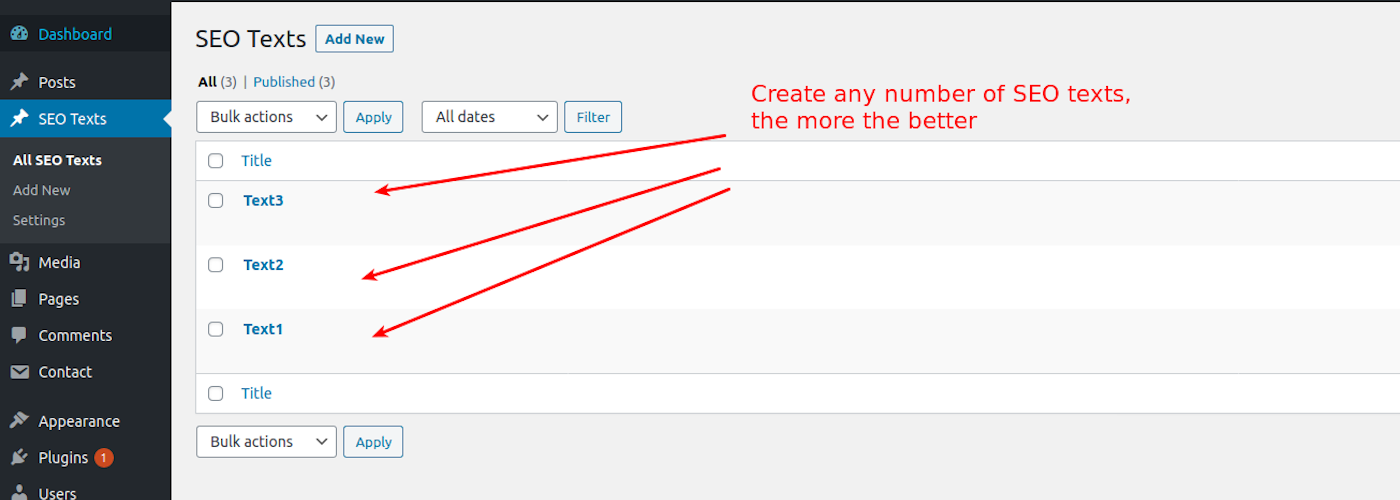 Dashboard
Posts
SEO Texts
All SEO Texts
Add New
Settings
Media
Pages
Comments
Contact
Appearance
Plugins 1
Users
SEO Texts Add New
All (3) | Published (3)
Bulk actions Apply All dates Filter
Create any number of SEO texts,
the more the better
Title
Text3
Text2
Text1
Title
Bulk actions Apply